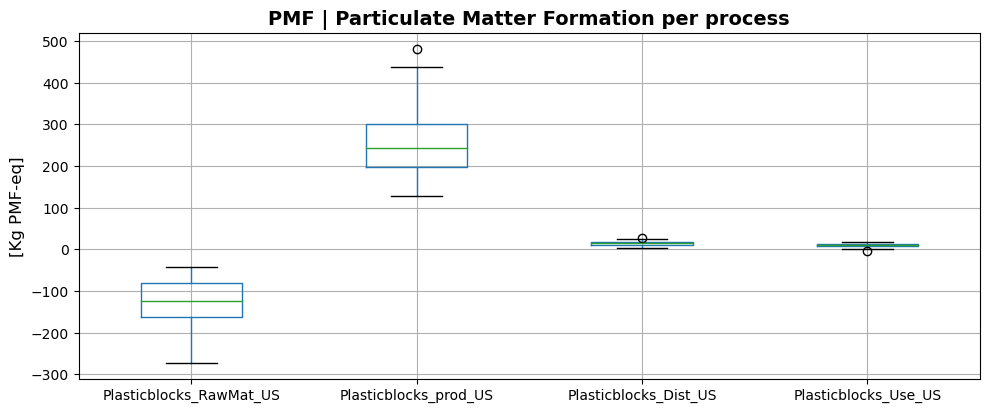 PMF | Particulate Matter Formation per process
[Kg PMF-eq]
500
400
300
200
100
0
−100
−200
−300
Plasticblocks_RawMat_US
Plasticblocks_prod_US
Plasticblocks_Dist_US
Plasticblocks_Use_US